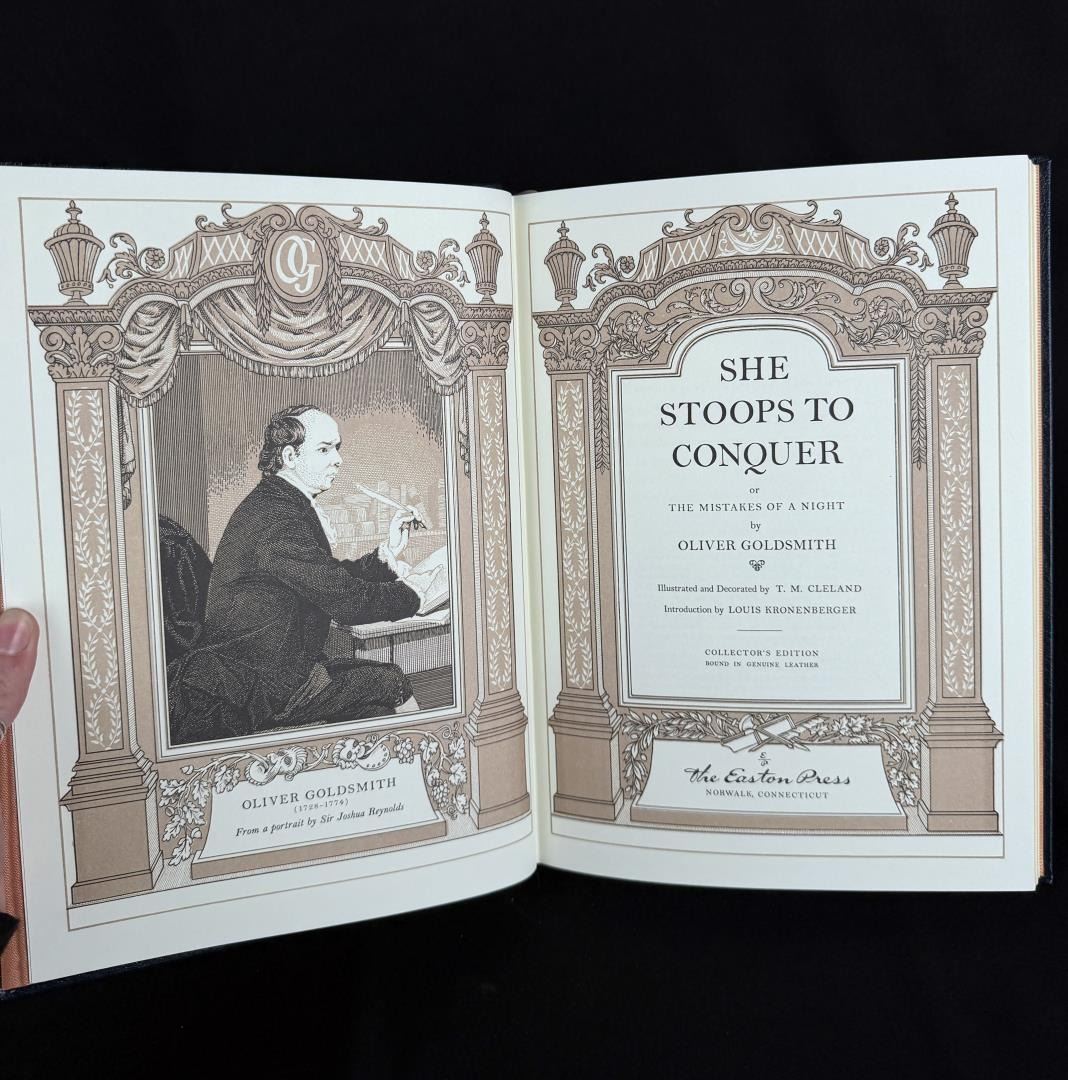 OG
OLIVER GOLDSMITH
(1728-1774)
From a portrait by Sir Joshua Reynolds
SHE
STOOPS TO
CONQUER
or
THE MISTAKES OF A NIGHT
by
OLIVER GOLDSMITH
Illustrated and Decorated by T. M. CLELAND
Introduction by LOUIS KRONENBERGER
COLLECTOR'S EDITION
BOUND IN GENUINE LEATHER
E/P
The Easton Press
NORWALK, CONNECTICUT